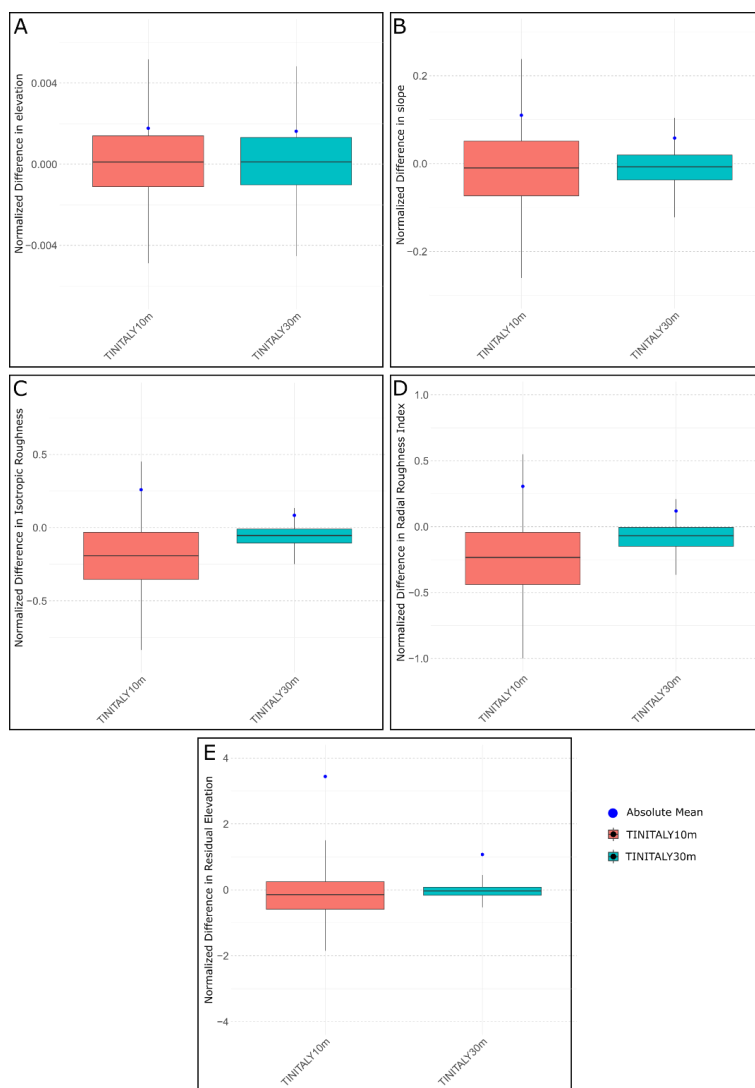 A
Normalized Difference in elevation
0.004
0.000
−0.004
TINITALY10m
TINITALY30m
B
Normalized Difference in slope
0.2
0.0
−0.2
TINITALY10m
TINITALY30m
C
Normalized Difference in Isotropic Roughness
0.5
0.0
−0.5
TINITALY10m
TINITALY30m
D
Normalized Difference in Radial Roughness Index
1.0
0.5
0.0
−0.5
−1.0
TINITALY10m
TINITALY30m
E
Normalized Difference in Residual Elevation
4
2
0
−2
−4
TINITALY10m
TINITALY30m
Absolute Mean
TINITALY10m
TINITALY30m